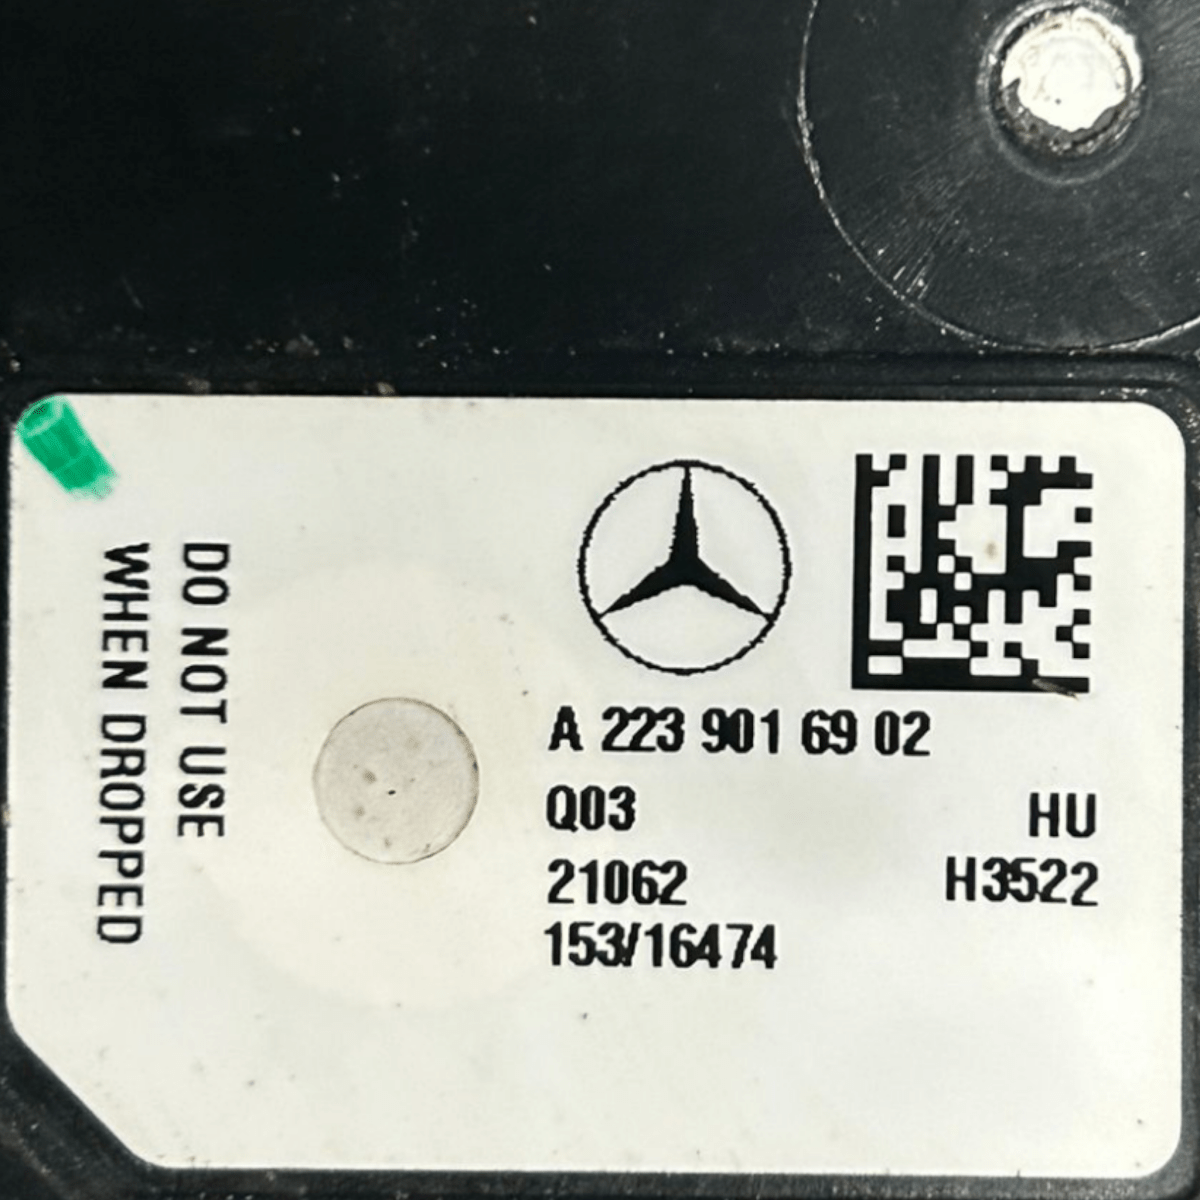 DO NOT USE
WHEN DROPPED
A 223 901 69 02
Q03 HU
21062 H3522
153/16474